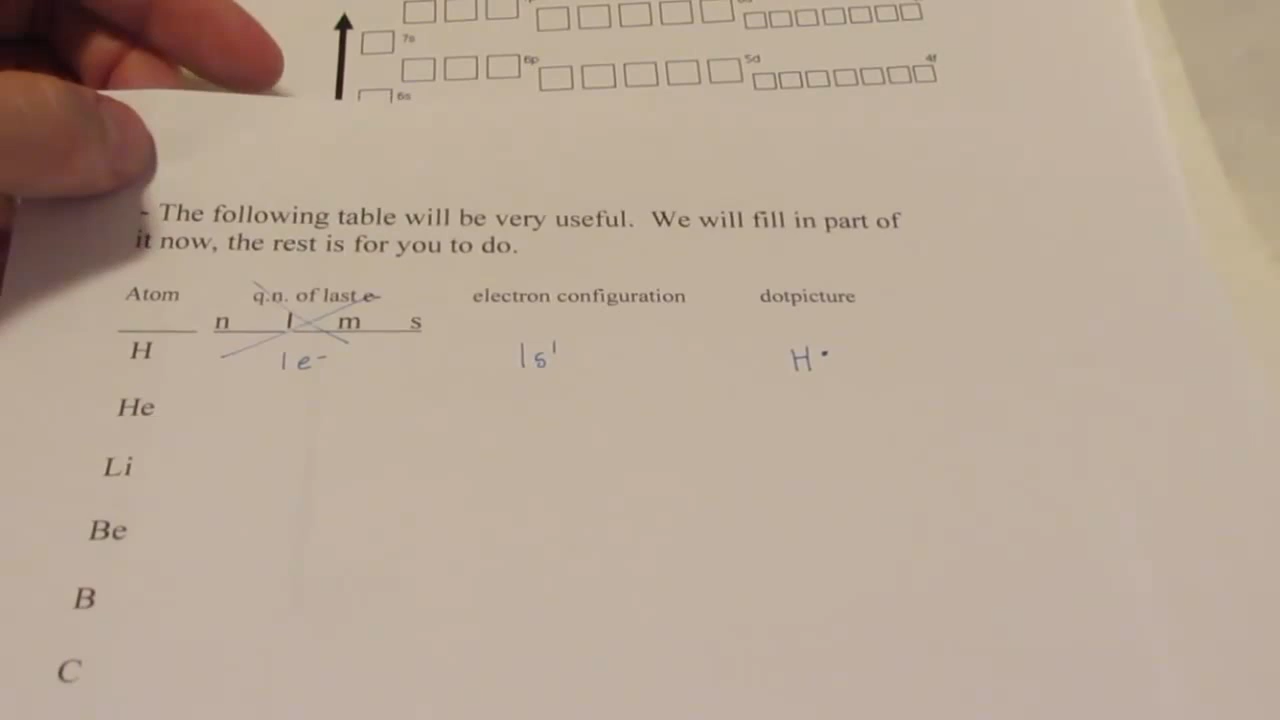 7s
6p 5d 4f
6s
- The following table will be very useful. We will fill in part of
it now, the rest is for you to do.
Atom q.n. of last e- electron configuration dotpicture
n l m s
H 1 e- 1s¹ H •
He
Li
Be
B
C